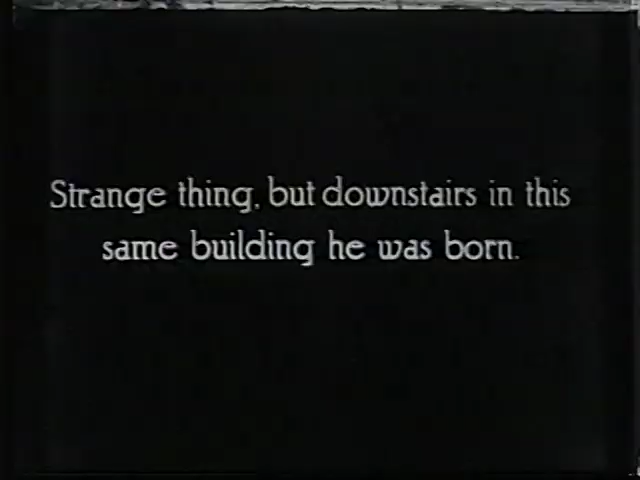 Strange thing, but downstairs in this
same building he was born.